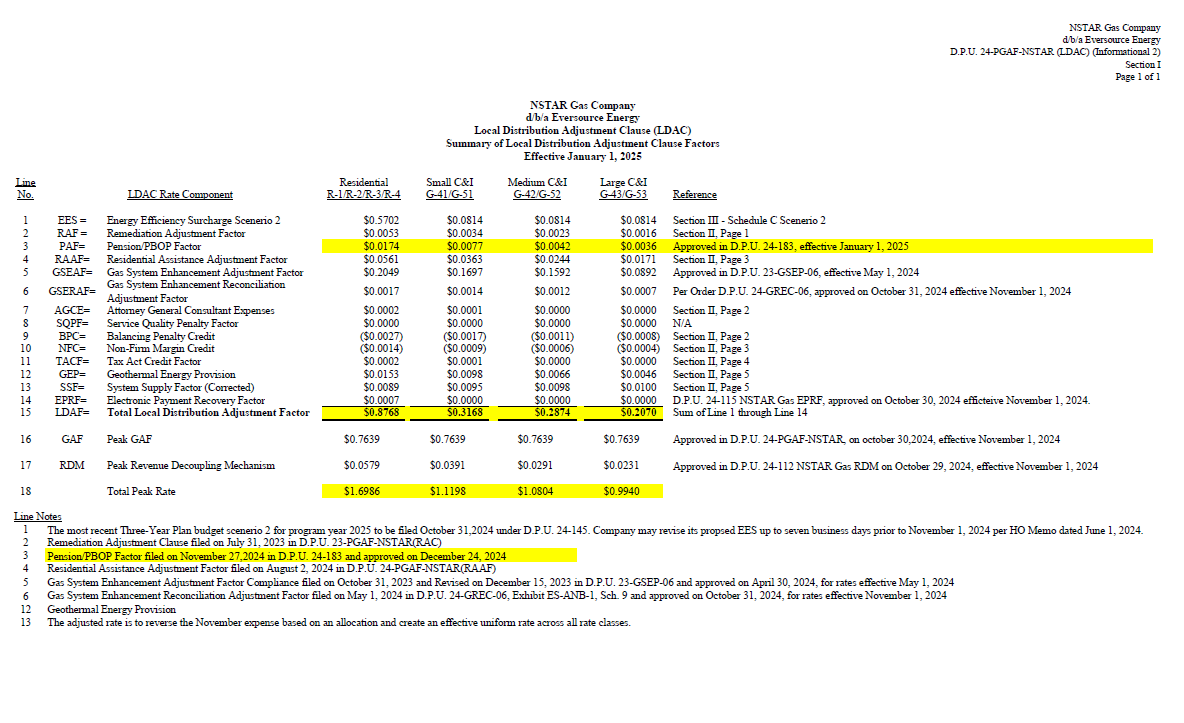 NSTAR Gas Company
d/b/a Eversource Energy
D.P.U. 24-PGAF-NSTAR (LDAC) (Informational 2)
Section I
Page 1 of 1
NSTAR Gas Company
d/b/a Eversource Energy
Local Distribution Adjustment Clause (LDAC)
Summary of Local Distribution Adjustment Clause Factors
Effective January 1, 2025
Line Residential Small C&I Medium C&I Large C&I
No. LDAC Rate Component R-1/R-2/R-3/R-4 G-41/G-51 G-42/G-52 G-43/G-53 Reference
1 EES = Energy Efficiency Surcharge Scenerio 2 $0.5702 $0.0814 $0.0814 $0.0814 Section III - Schedule C Scenerio 2
2 RAF = Remediation Adjustment Factor $0.0053 $0.0034 $0.0023 $0.0016 Section II, Page 1
3 PAF= Pension/PBOP Factor $0.0174 $0.0077 $0.0042 $0.0036 Approved in D.P.U. 24-183, effective January 1, 2025
4 RAAF= Residential Assistance Adjustment Factor $0.0561 $0.0363 $0.0244 $0.0171 Section II, Page 3
5 GSEAF= Gas System Enhancement Adjustment Factor $0.2049 $0.1697 $0.1592 $0.0892 Approved in D.P.U. 23-GSEP-06, effective May 1, 2024
Gas System Enhancement Reconciliation
6 GSERAF= $0.0017 $0.0014 $0.0012 $0.0007 Per Order D.P.U. 24-GREC-06, approved on October 31, 2024 effective November 1, 2024
Adjustment Factor
7 AGCE= Attorney General Consultant Expenses $0.0002 $0.0001 $0.0000 $0.0000 Section II, Page 2
8 SQPF= Service Quality Penalty Factor $0.0000 $0.0000 $0.0000 $0.0000 N/A
9 BPC= Balancing Penalty Credit ($0.0027) ($0.0017) ($0.0011) ($0.0008) Section II, Page 2
10 NFC= Non-Firm Margin Credit ($0.0014) ($0.0009) ($0.0006) ($0.0004) Section II, Page 3
11 TACF= Tax Act Credit Factor $0.0002 $0.0001 $0.0000 $0.0000 Section II, Page 4
12 GEP= Geothermal Energy Provision $0.0153 $0.0098 $0.0066 $0.0046 Section II, Page 5
13 SSF= System Supply Factor (Corrected) $0.0089 $0.0095 $0.0098 $0.0100 Section II, Page 5
14 EPRF= Electronic Payment Recovery Factor $0.0007 $0.0000 $0.0000 $0.0000 D.P.U. 24-115 NSTAR Gas EPRF, approved on October 30, 2024 efficteive November 1, 2024.
15 LDAF= Total Local Distribution Adjustment Factor $0.8768 $0.3168 $0.2874 $0.2070 Sum of Line 1 through Line 14
16 GAF Peak GAF $0.7639 $0.7639 $0.7639 $0.7639 Approved in D.P.U. 24-PGAF-NSTAR, on october 30,2024, effective November 1, 2024
17 RDM Peak Revenue Decoupling Mechanism $0.0579 $0.0391 $0.0291 $0.0231 Approved in D.P.U. 24-112 NSTAR Gas RDM on October 29, 2024, effective November 1, 2024
18 Total Peak Rate $1.6986 $1.1198 $1.0804 $0.9940
Line Notes
1 The most recent Three-Year Plan budget scenerio 2 for program year 2025 to be filed October 31,2024 under D.P.U. 24-145. Company may revise its propsed EES up to seven business days prior to November 1, 2024 per HO Memo dated June 1, 2024.
2 Remediation Adjustment Clause filed on July 31, 2023 in D.P.U. 23-PGAF-NSTAR(RAC)
3 Pension/PBOP Factor filed on November 27,2024 in D.P.U. 24-183 and approved on December 24, 2024
4 Residential Assistance Adjustment Factor filed on August 2, 2024 in D.P.U. 24-PGAF-NSTAR(RAAF)
5 Gas System Enhancement Adjustment Factor Compliance filed on October 31, 2023 and Revised on December 15, 2023 in D.P.U. 23-GSEP-06 and approved on April 30, 2024, for rates effective May 1, 2024
6 Gas System Enhancement Reconciliation Adjustment Factor filed on May 1, 2024 in D.P.U. 24-GREC-06, Exhibit ES-ANB-1, Sch. 9 and approved on October 31, 2024, for rates effective November 1, 2024
12 Geothermal Energy Provision
13 The adjusted rate is to reverse the November expense based on an allocation and create an effective uniform rate across all rate classes.